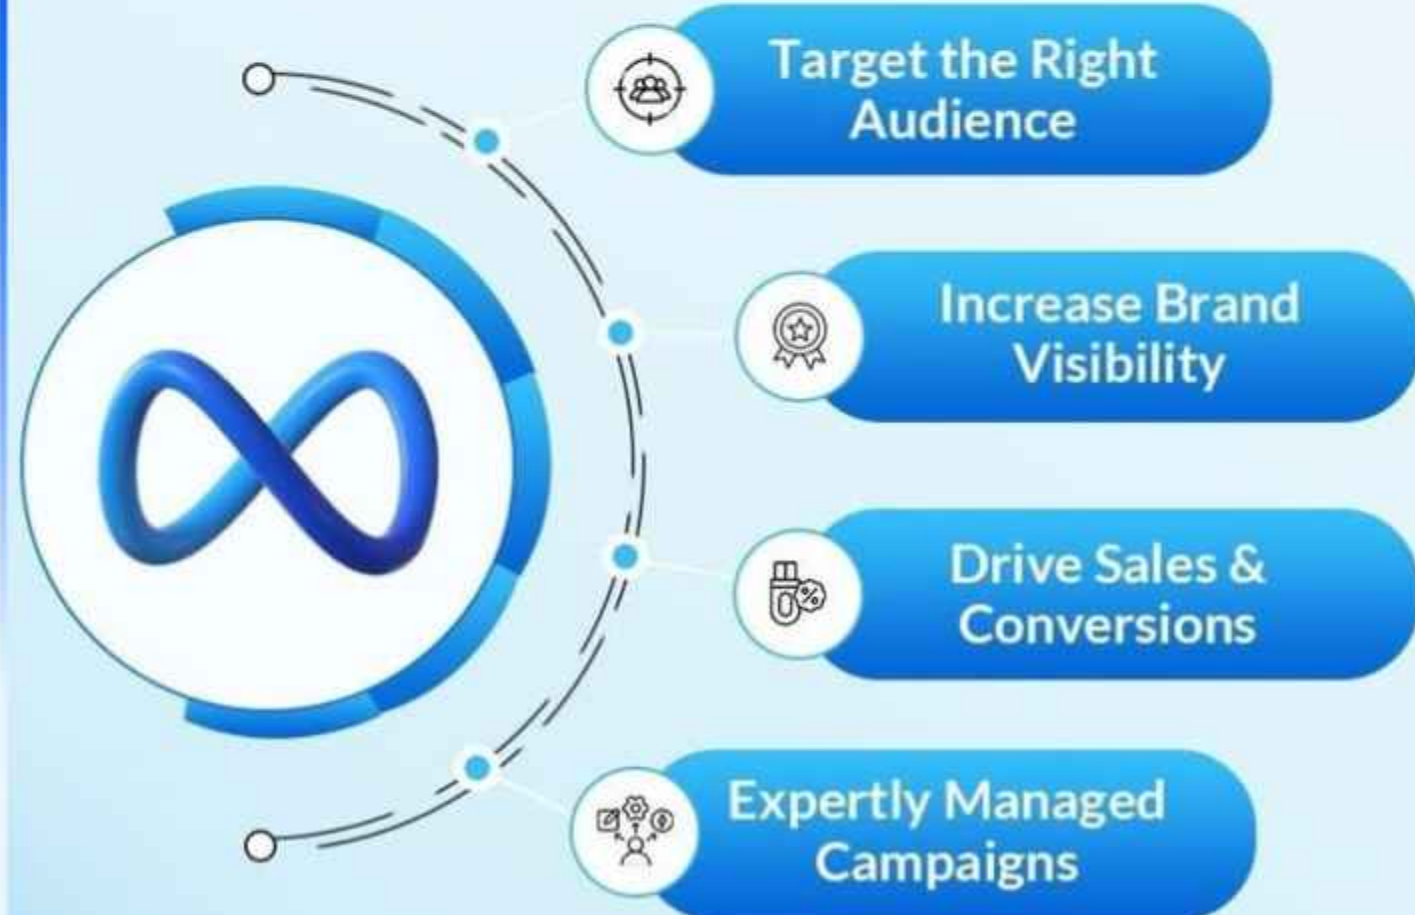 Target the Right
Audience
Increase Brand
Visibility
Drive Sales &
Conversions
Expertly Managed
Campaigns